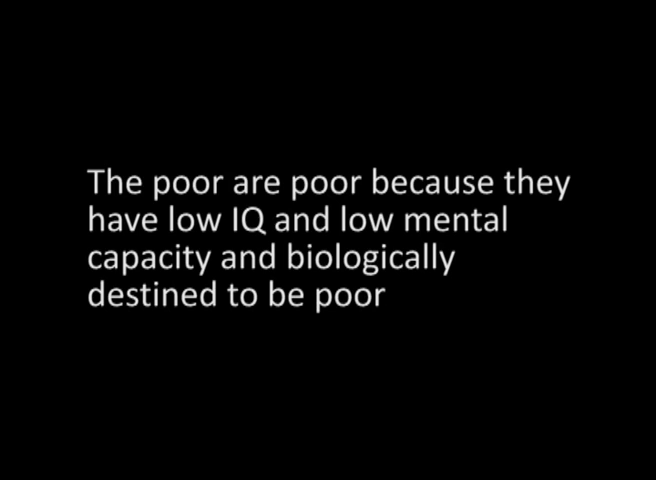 The poor are poor because they
have low IQ and low mental
capacity and biologically
destined to be poor